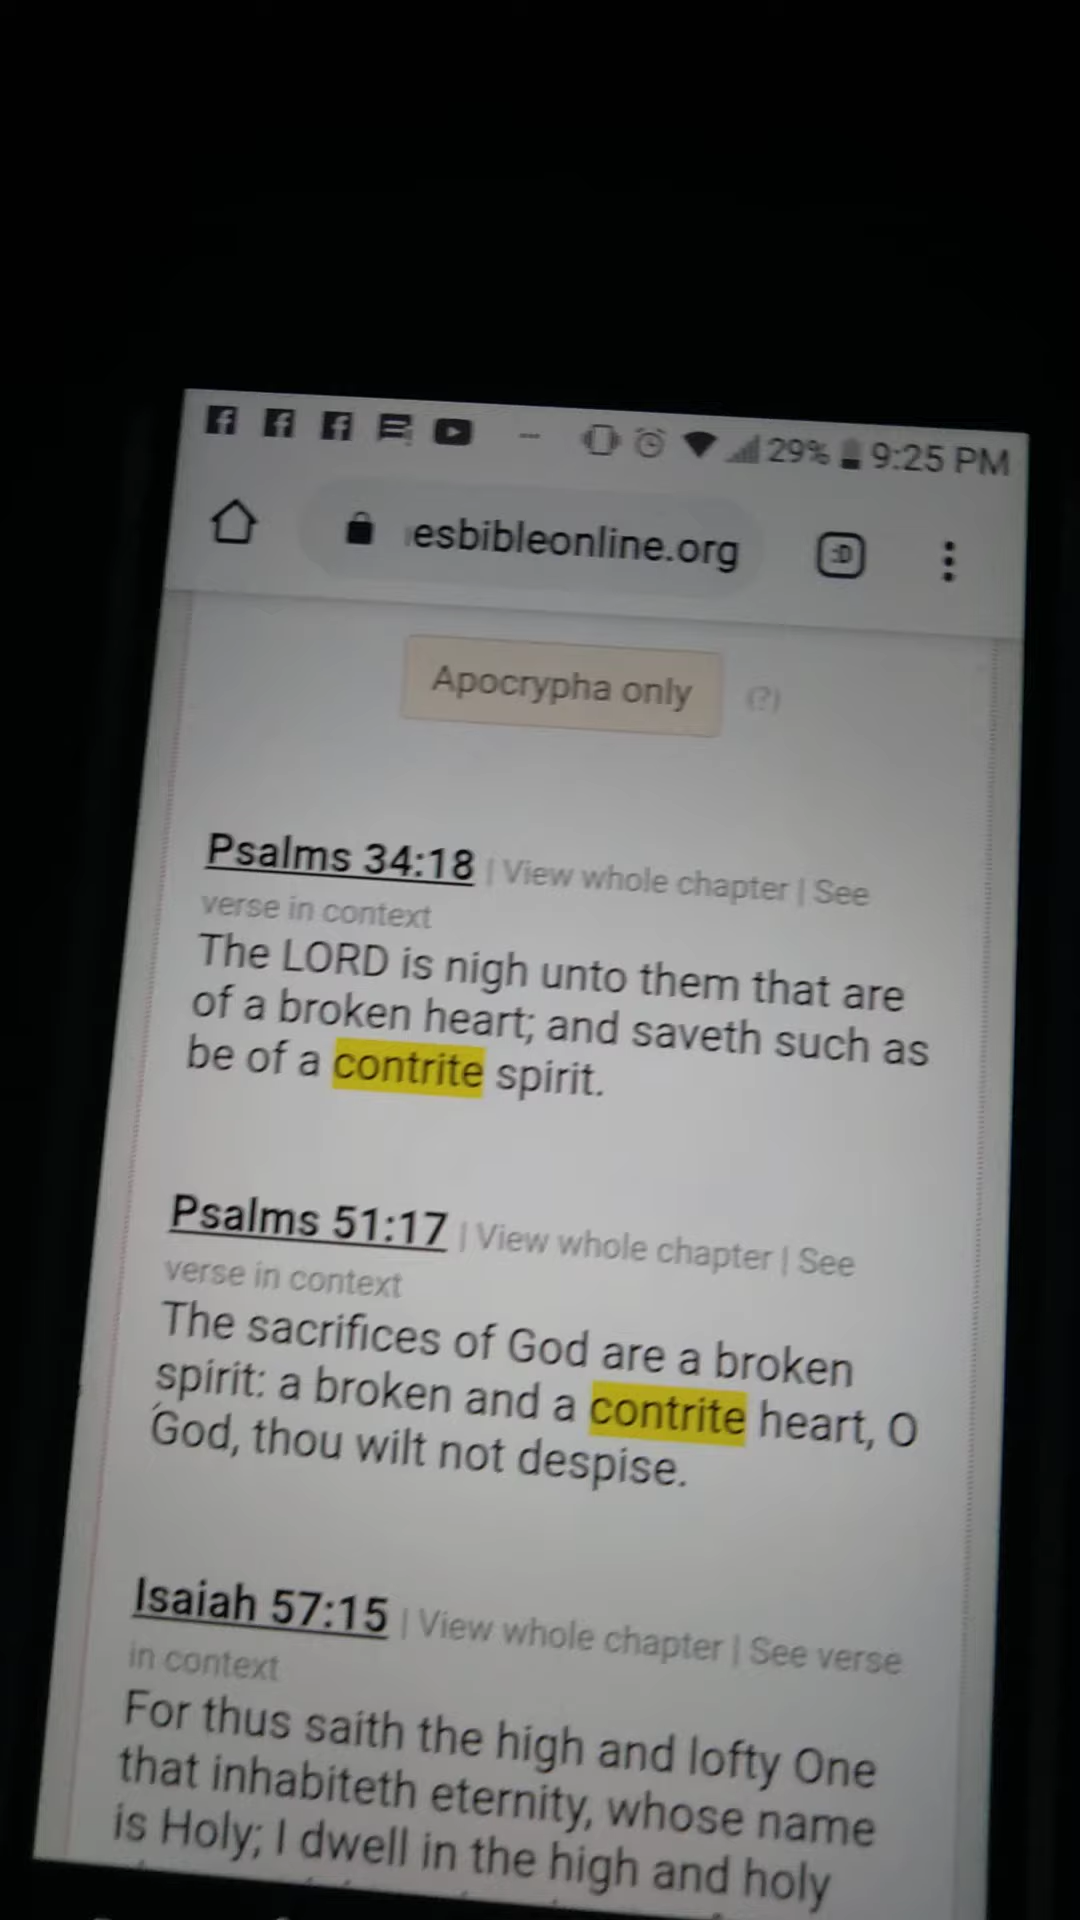 29% 9:25 PM
esbibleonline.org
:D
Apocrypha only (?)
Psalms 34:18 | View whole chapter | See
verse in context
The LORD is nigh unto them that are
of a broken heart; and saveth such as
be of a contrite spirit.
Psalms 51:17 | View whole chapter | See
verse in context
The sacrifices of God are a broken
spirit: a broken and a contrite heart, O
God, thou wilt not despise.
Isaiah 57:15 | View whole chapter | See verse
in context
For thus saith the high and lofty One
that inhabiteth eternity, whose name
is Holy; I dwell in the high and holy